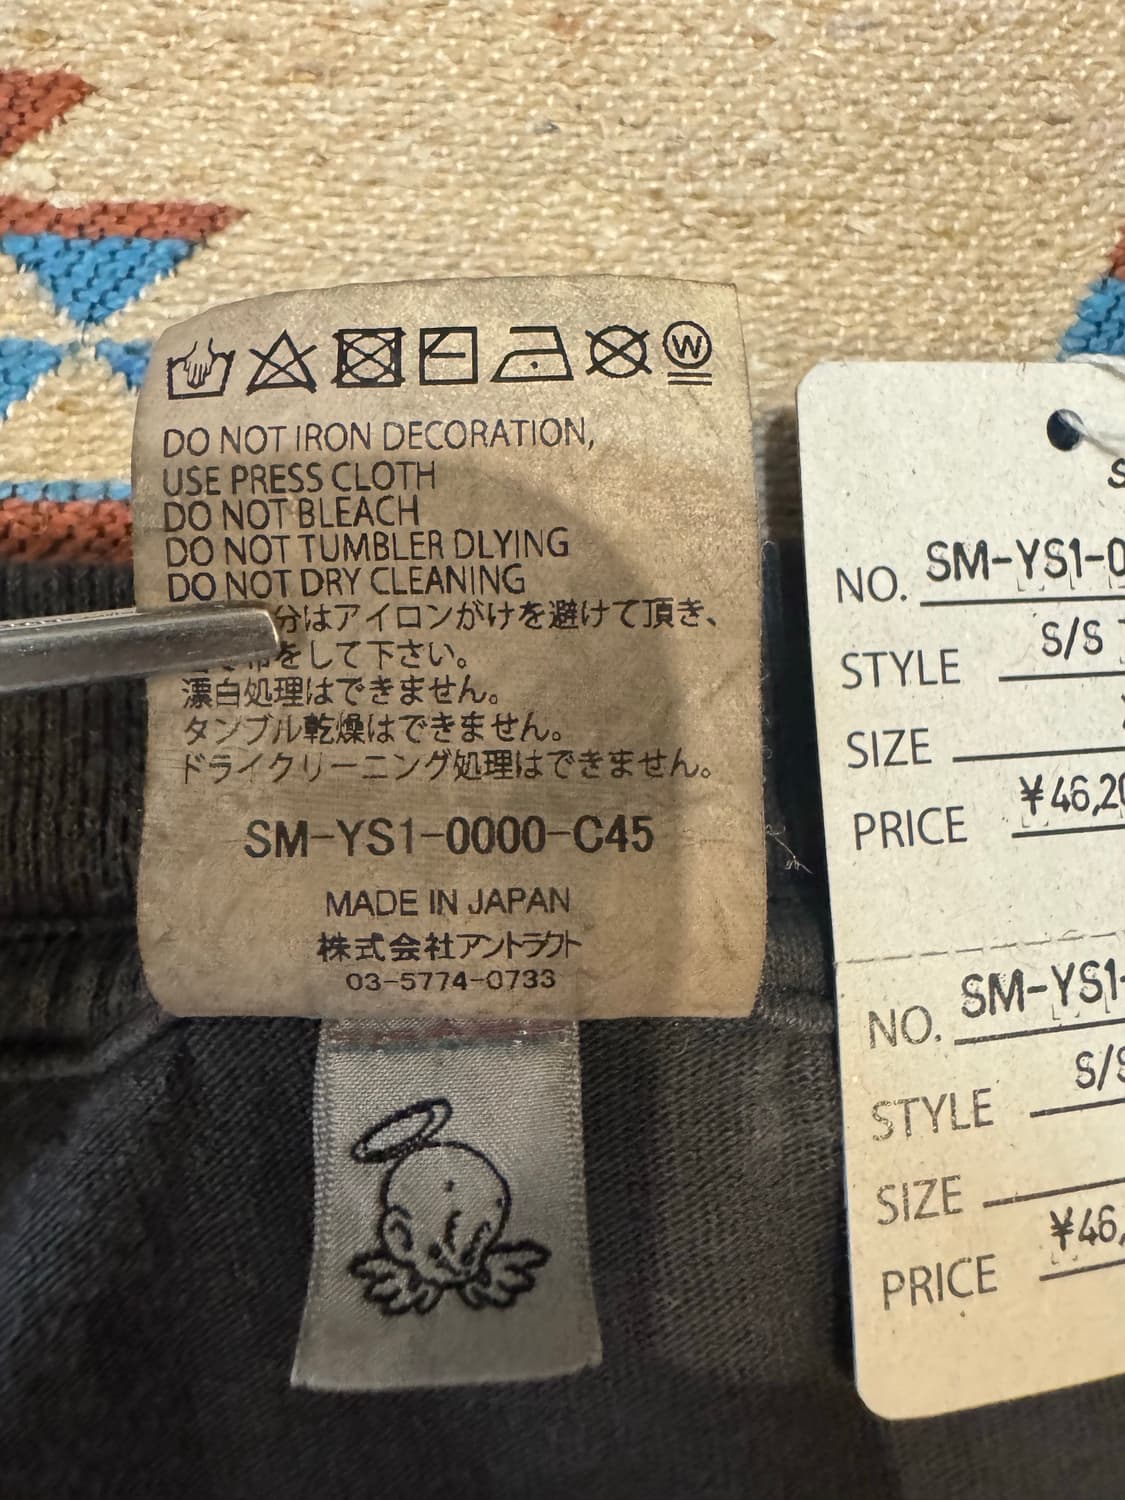 W
DO NOT IRON DECORATION,
USE PRESS CLOTH
DO NOT BLEACH
DO NOT TUMBLER DLYING
DO NOT DRY CLEANING
分はアイロンがけを避けて頂き、
布をして下さい。
漂白処理はできません。
タンブル乾燥はできません。
ドライクリーニング処理はできません。
SM-YS1-0000-C45
MADE IN JAPAN
株式会社アントラクト
03-5774-0733
S
NO. SM-YS1-0
STYLE S/S
SIZE
PRICE ¥46,20
NO. SM-YS1-
STYLE S/S
SIZE
PRICE ¥46,